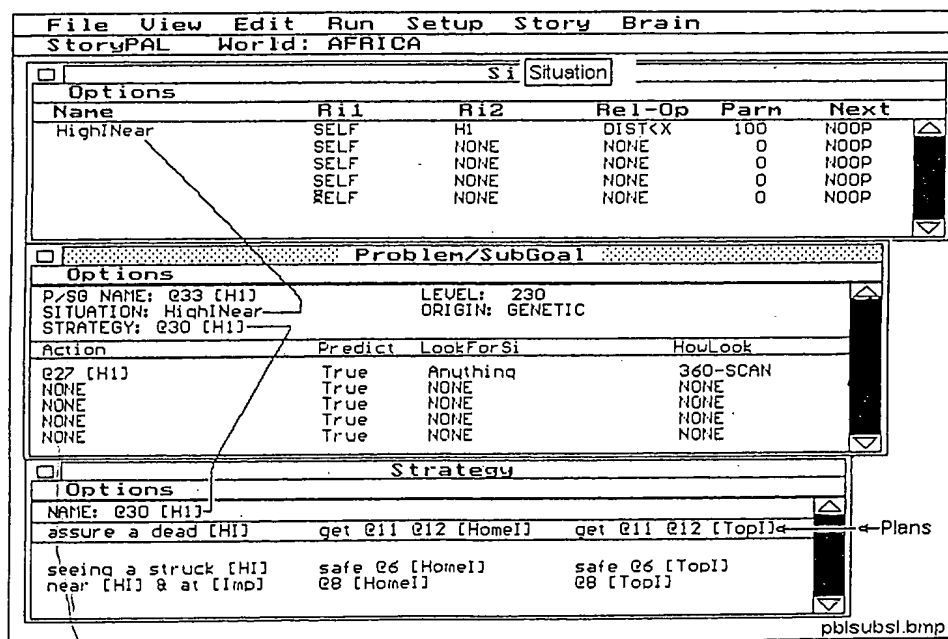 File View Edit Run Setup Story Brain
StoryPAL World: AFRICA
Si Situation
Options
Name Ri1 Ri2 Rel-Op Parm Next
HighINear SELF H1 DIST<X 100 NOOP
SELF NONE NONE 0 NOOP
SELF NONE NONE 0 NOOP
SELF NONE NONE 0 NOOP
SELF NONE NONE 0 NOOP
Problem/SubGoal
Options
P/SG NAME: @33 [H1] LEVEL: 230
SITUATION: HighINear ORIGIN: GENETIC
STRATEGY: @30 [H1]
Action Predict LookForSi HowLook
@27 [H1] True Anything 360-SCAN
NONE True NONE NONE
NONE True NONE NONE
NONE True NONE NONE
NONE True NONE NONE
Strategy
Options
NAME: @30 [H1]
assure a dead [HI] get @11 @12 [HomeI] get @11 @12 [TopI] Plans
seeing a struck [HI] safe @6 [HomeI] safe @6 [TopI]
near [HI] & at [Imp] @8 [HomeI] @8 [TopI]
pblsubsl.bmp